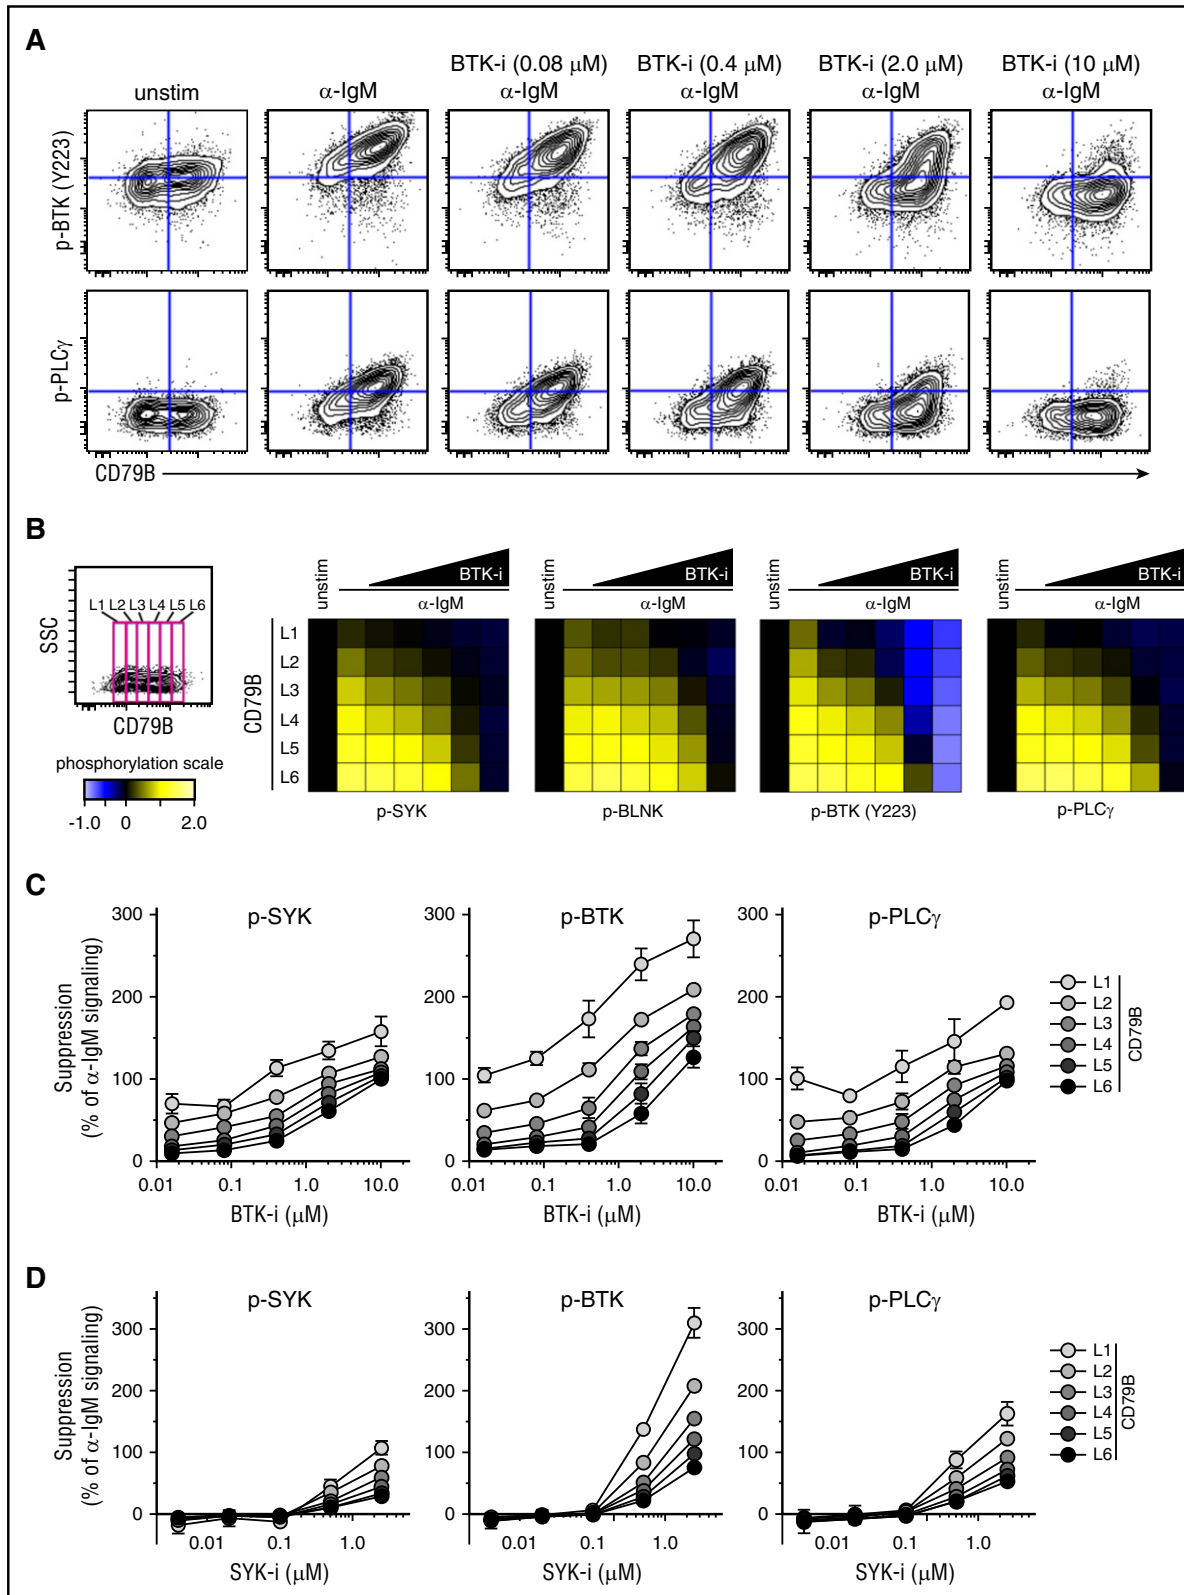 A
BTK-i (0.08 μM) BTK-i (0.4 μM) BTK-i (2.0 μM) BTK-i (10 μM)
unstim α-IgM α-IgM α-IgM α-IgM α-IgM
p-BTK (Y223)
p-PLCγ
CD79B
B
L1 L2 L3 L4 L5 L6
SSC
CD79B
phosphorylation scale
-1.0 0 2.0
unstim BTK-i unstim BTK-i unstim BTK-i unstim BTK-i
α-IgM α-IgM α-IgM α-IgM
CD79B
L1
L2
L3
L4
L5
L6
p-SYK p-BLNK p-BTK (Y223) p-PLCγ
C
p-SYK p-BTK p-PLCγ
Suppression
(% of α-IgM signaling)
300 300 300
200 200 200
100 100 100
0 0 0
0.01 0.1 1.0 10.0 0.01 0.1 1.0 10.0 0.01 0.1 1.0 10.0
BTK-i (μM) BTK-i (μM) BTK-i (μM)
L1
L2
L3
L4
L5
L6
CD79B
D
p-SYK p-BTK p-PLCγ
Suppression
(% of α-IgM signaling)
300 300 300
200 200 200
100 100 100
0 0 0
0.01 0.1 1.0 0.01 0.1 1.0 0.01 0.1 1.0
SYK-i (μM) SYK-i (μM) SYK-i (μM)
L1
L2
L3
L4
L5
L6
CD79B